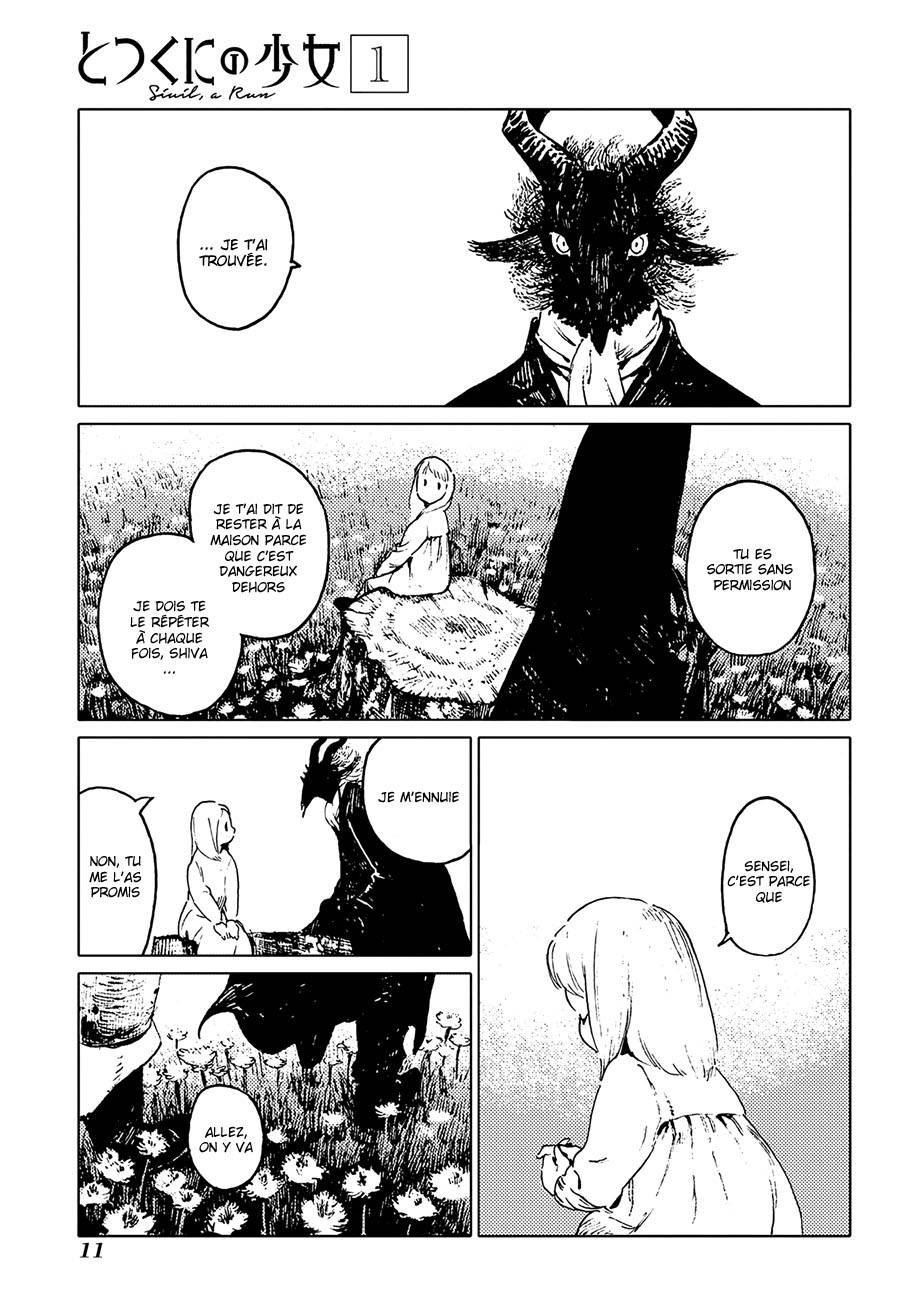 とつくにの少女
1
Siúil, a Run
... JE T'AI
TROUVÉE.
TU ES
SORTIE SANS
PERMISSION
JE T'AI DIT DE
RESTER À LA
MAISON PARCE
QUE C'EST
DANGEREUX
DEHORS
JE DOIS TE
LE RÉPÉTER
À CHAQUE
FOIS, SHIVA
...
SENSEI,
C'EST PARCE
QUE
JE M'ENNUIE
NON, TU
ME L'AS
PROMIS
ALLEZ,
ON Y VA
11